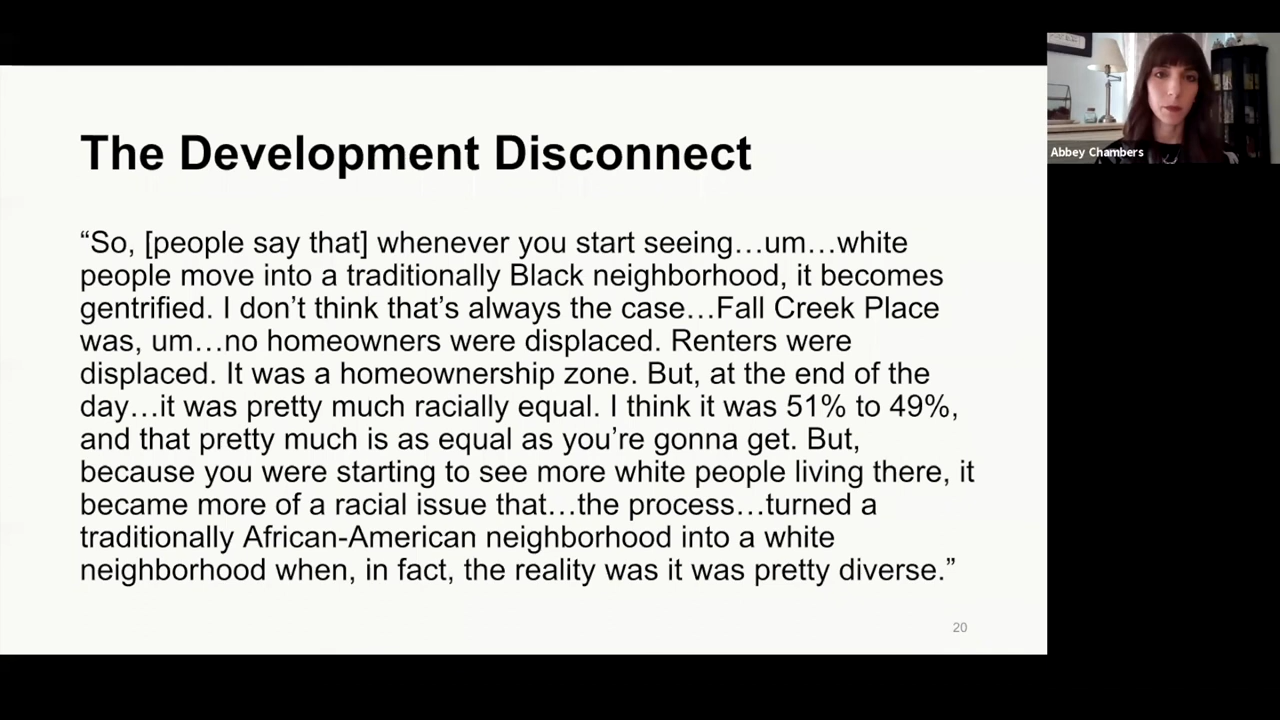 The Development Disconnect
“So, [people say that] whenever you start seeing…um…white
people move into a traditionally Black neighborhood, it becomes
gentrified. I don’t think that’s always the case…Fall Creek Place
was, um…no homeowners were displaced. Renters were
displaced. It was a homeownership zone. But, at the end of the
day…it was pretty much racially equal. I think it was 51% to 49%,
and that pretty much is as equal as you’re gonna get. But,
because you were starting to see more white people living there, it
became more of a racial issue that…the process…turned a
traditionally African-American neighborhood into a white
neighborhood when, in fact, the reality was it was pretty diverse.”
20
Abbey Chambers